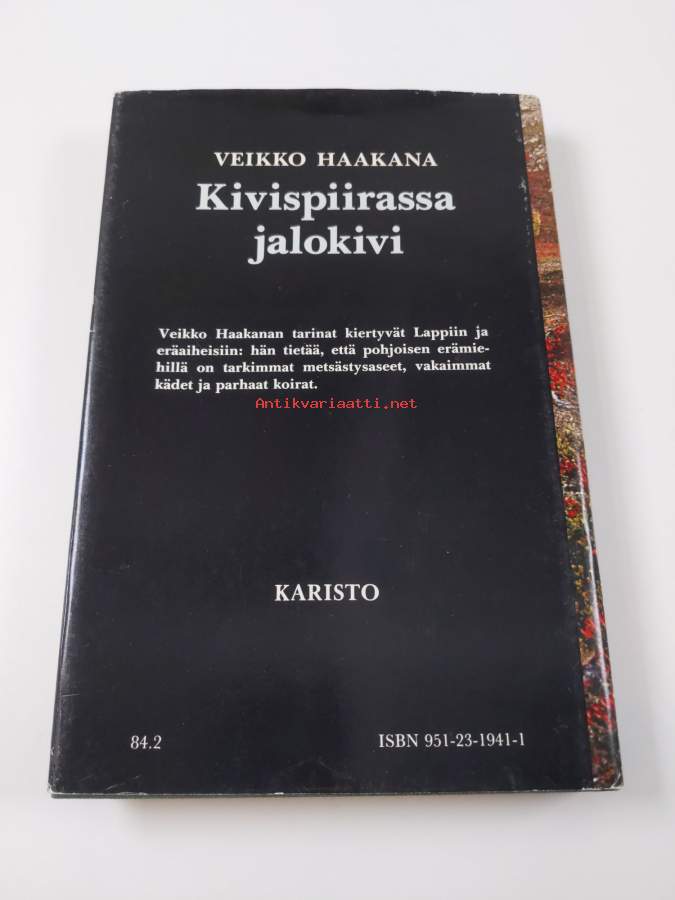 VEIKKO HAAKANA
Kivispiirassa
jalokivi
Veikko Haakanan tarinat kiertyvät Lappiin ja
eräaiheisiin: hän tietää, että pohjoisen erämie-
hillä on tarkimmat metsästysaseet, vakaimmat
kädet ja parhaat koirat.
Antikvariaatti.net
KARISTO
84.2
ISBN 951-23-1941-1